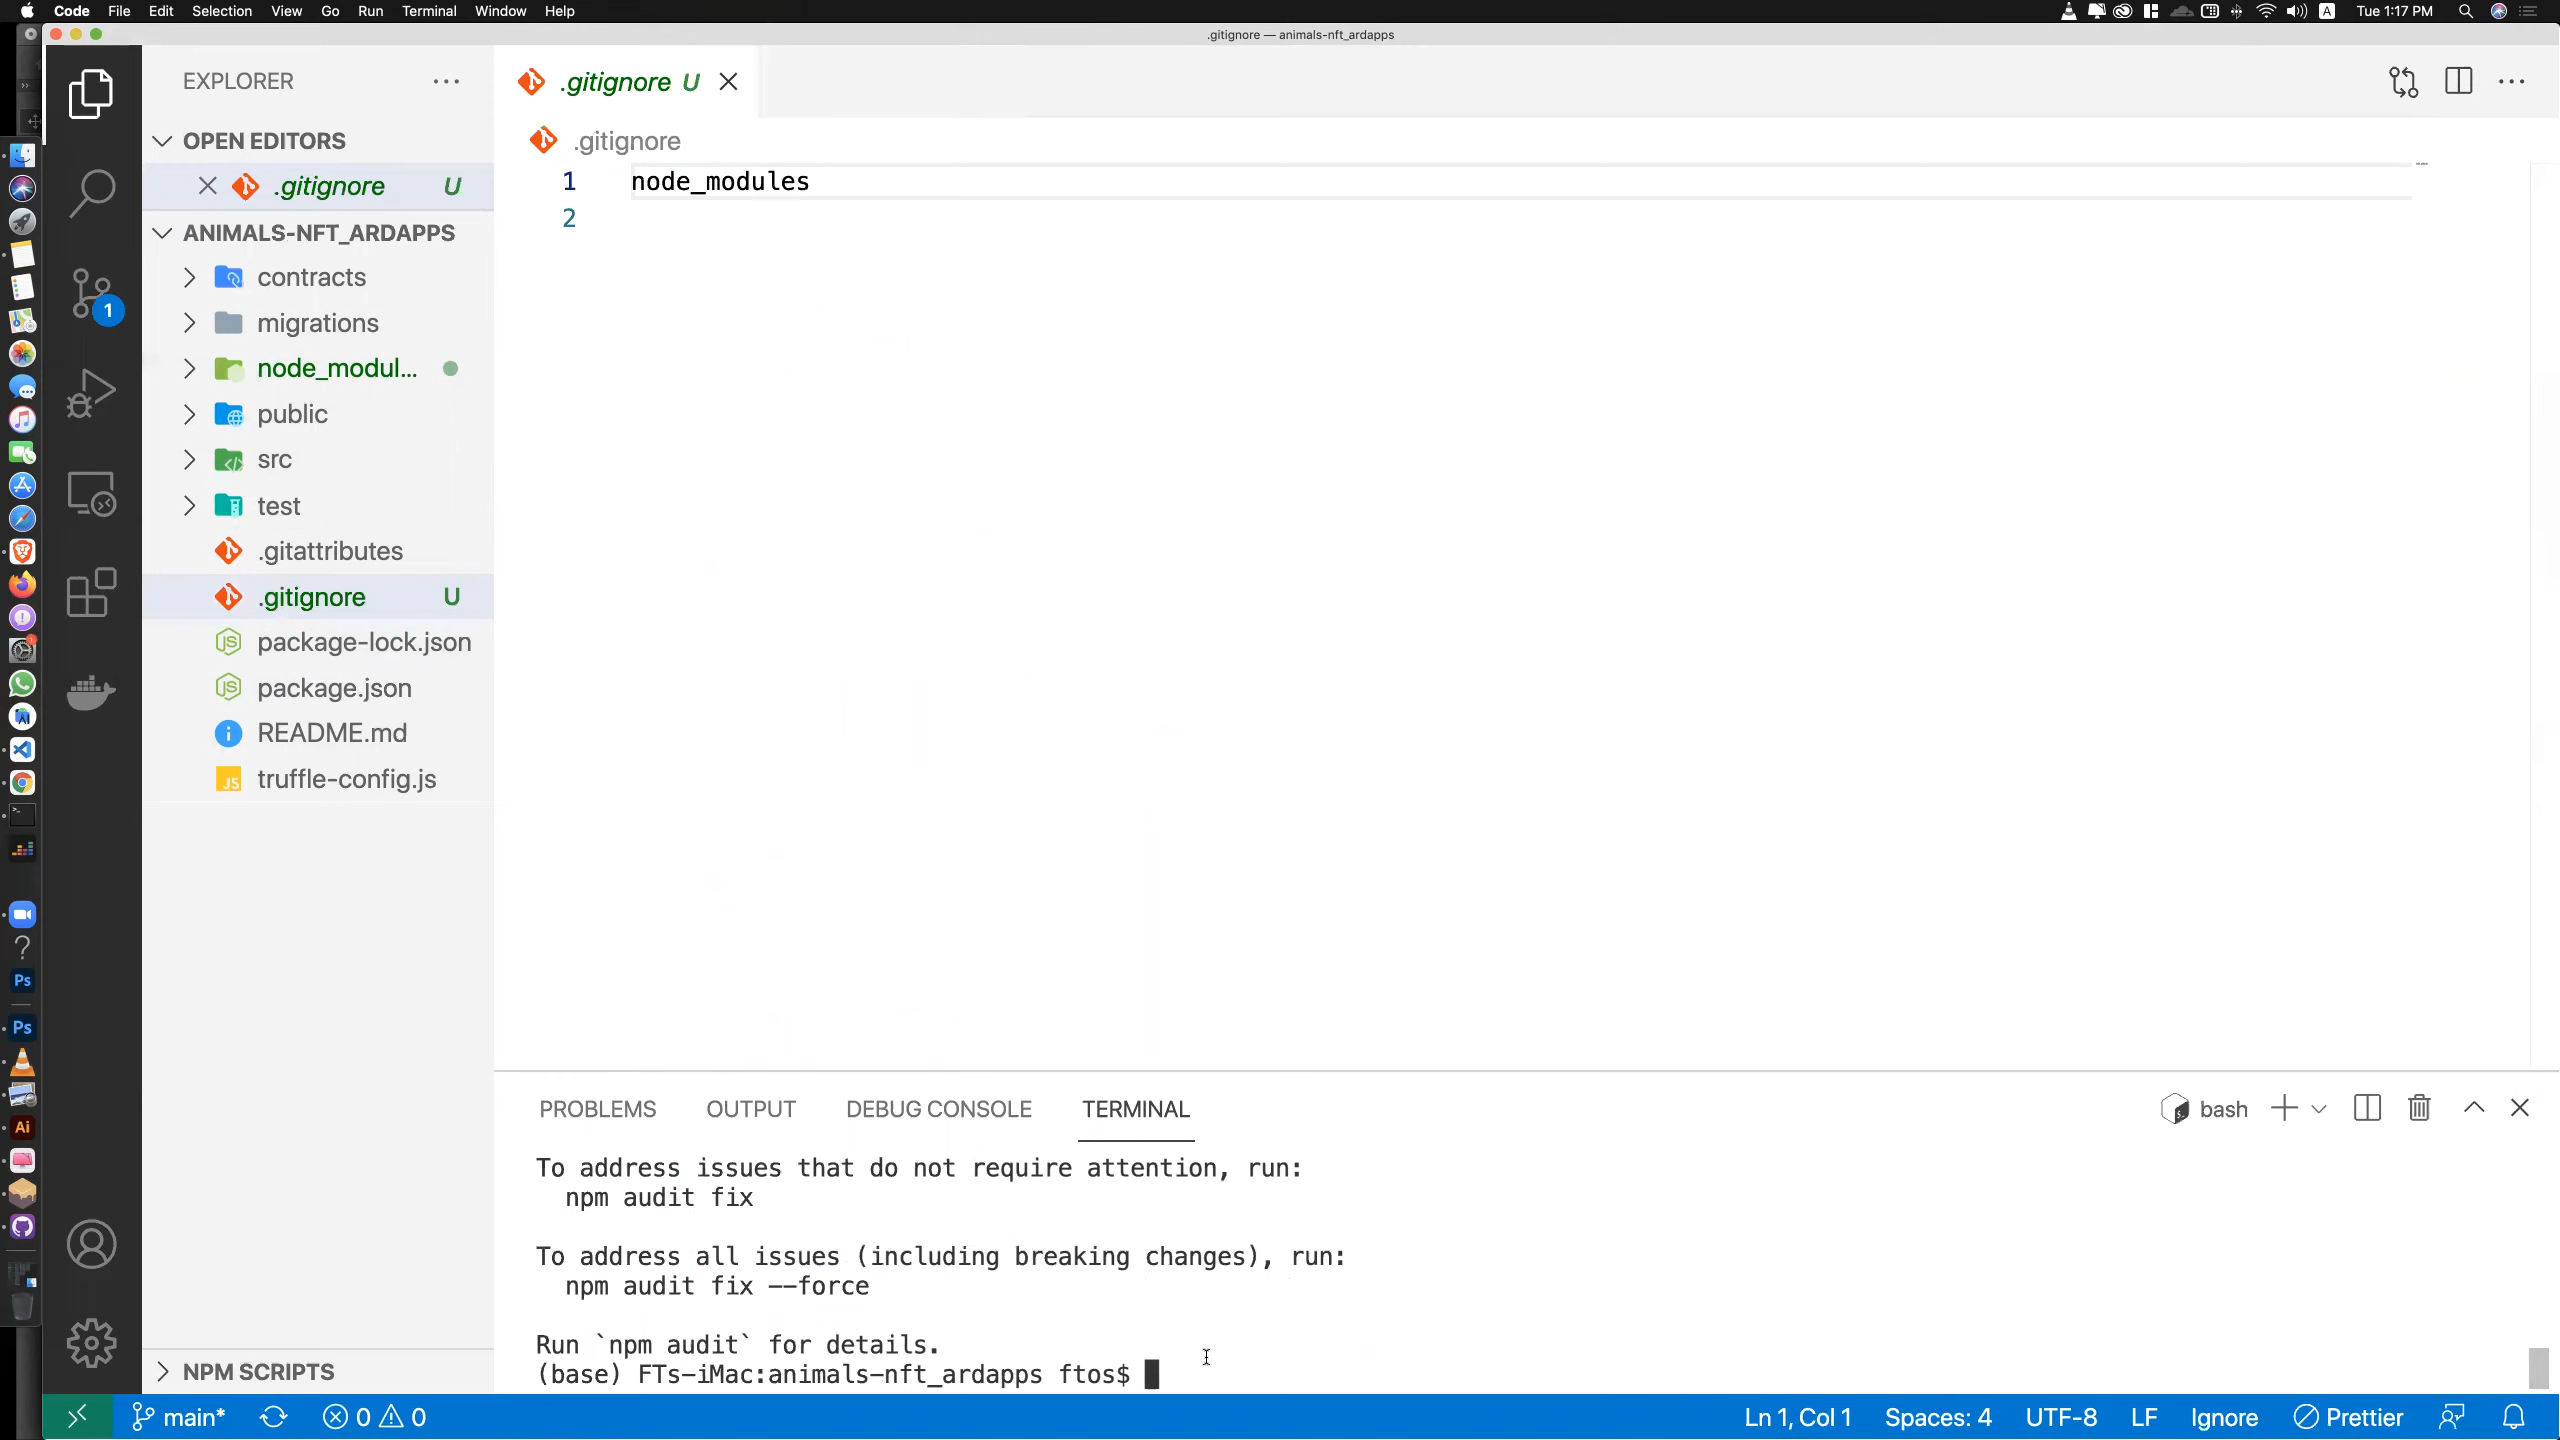 Code File Edit Selection View Go Run Terminal Window Help
A Tue 1:17 PM
.gitignore — animals-nft_ardapps
EXPLORER
.gitignore U
OPEN EDITORS
.gitignore
.gitignore U
1 node_modules
2
ANIMALS-NFT_ARDAPPS
contracts
1
migrations
node_modul...
public
src
test
.gitattributes
.gitignore U
package-lock.json
package.json
README.md
JS truffle-config.js
Ps
Ps
Ai
PROBLEMS OUTPUT DEBUG CONSOLE TERMINAL
bash
To address issues that do not require attention, run:
npm audit fix
To address all issues (including breaking changes), run:
npm audit fix --force
Run `npm audit` for details.
(base) FTs-iMac:animals-nft_ardapps ftos$
NPM SCRIPTS
main* 0 0
Ln 1, Col 1 Spaces: 4 UTF-8 LF Ignore Prettier